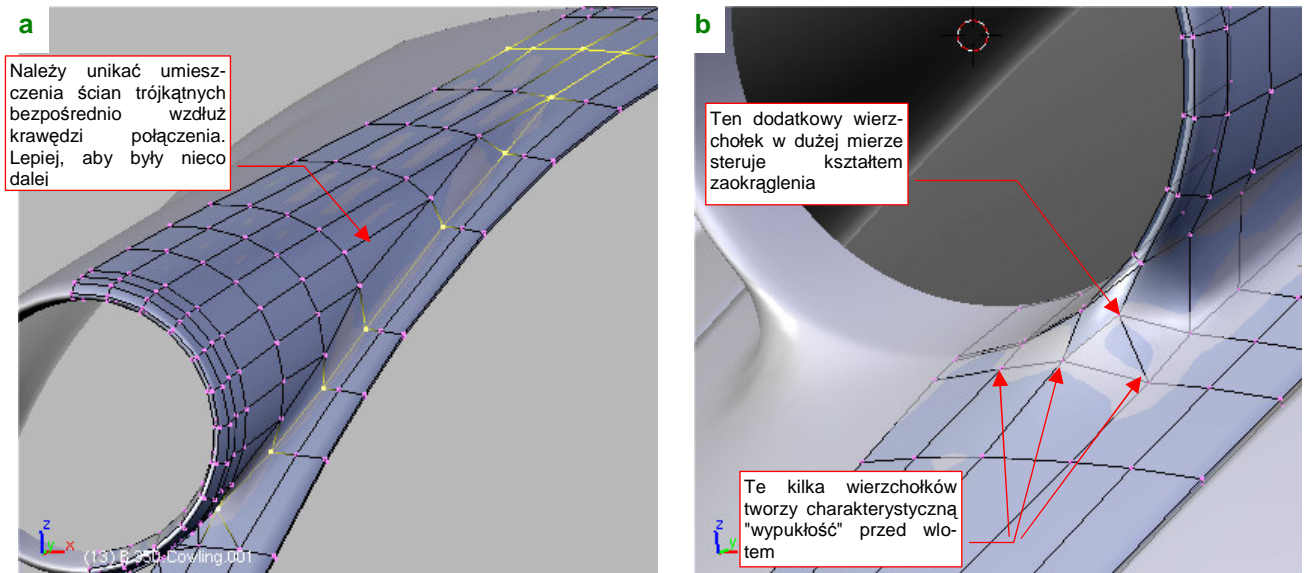 a
Należy unikać umiesz-
czenia ścian trójkątnych
bezpośrednio wzdłuż
krawędzi połączenia.
Lepiej, aby były nieco
dalej
z
x
(13) B.350.Cowling.001
b
Ten dodatkowy wierz-
chołek w dużej mierze
steruje kształtem
zaokrąglenia
Te kilka wierzchołków
tworzy charakterystyczną
"wypukłość" przed wlo-
tem
z
y